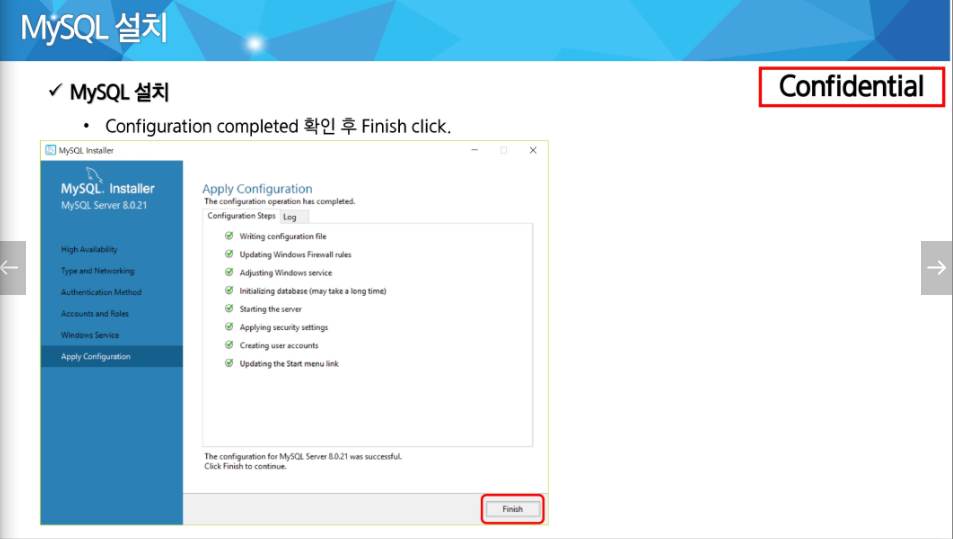 MySQL 설치
✓ MySQL 설치
Confidential
• Configuration completed 확인 후 Finish click.
MySQL Installer
MySQL. Installer
MySQL Server 8.0.21
High Availability
Type and Networking
Authentication Method
Accounts and Roles
Windows Service
Apply Configuration
Apply Configuration
The configuration operation has completed.
Configuration Steps Log
Writing configuration file
Updating Windows Firewall rules
Adjusting Windows service
Initializing database (may take a long time)
Starting the server
Applying security settings
Creating user accounts
Updating the Start menu link
The configuration for MySQL Server 8.0.21 was successful.
Click Finish to continue.
Finish